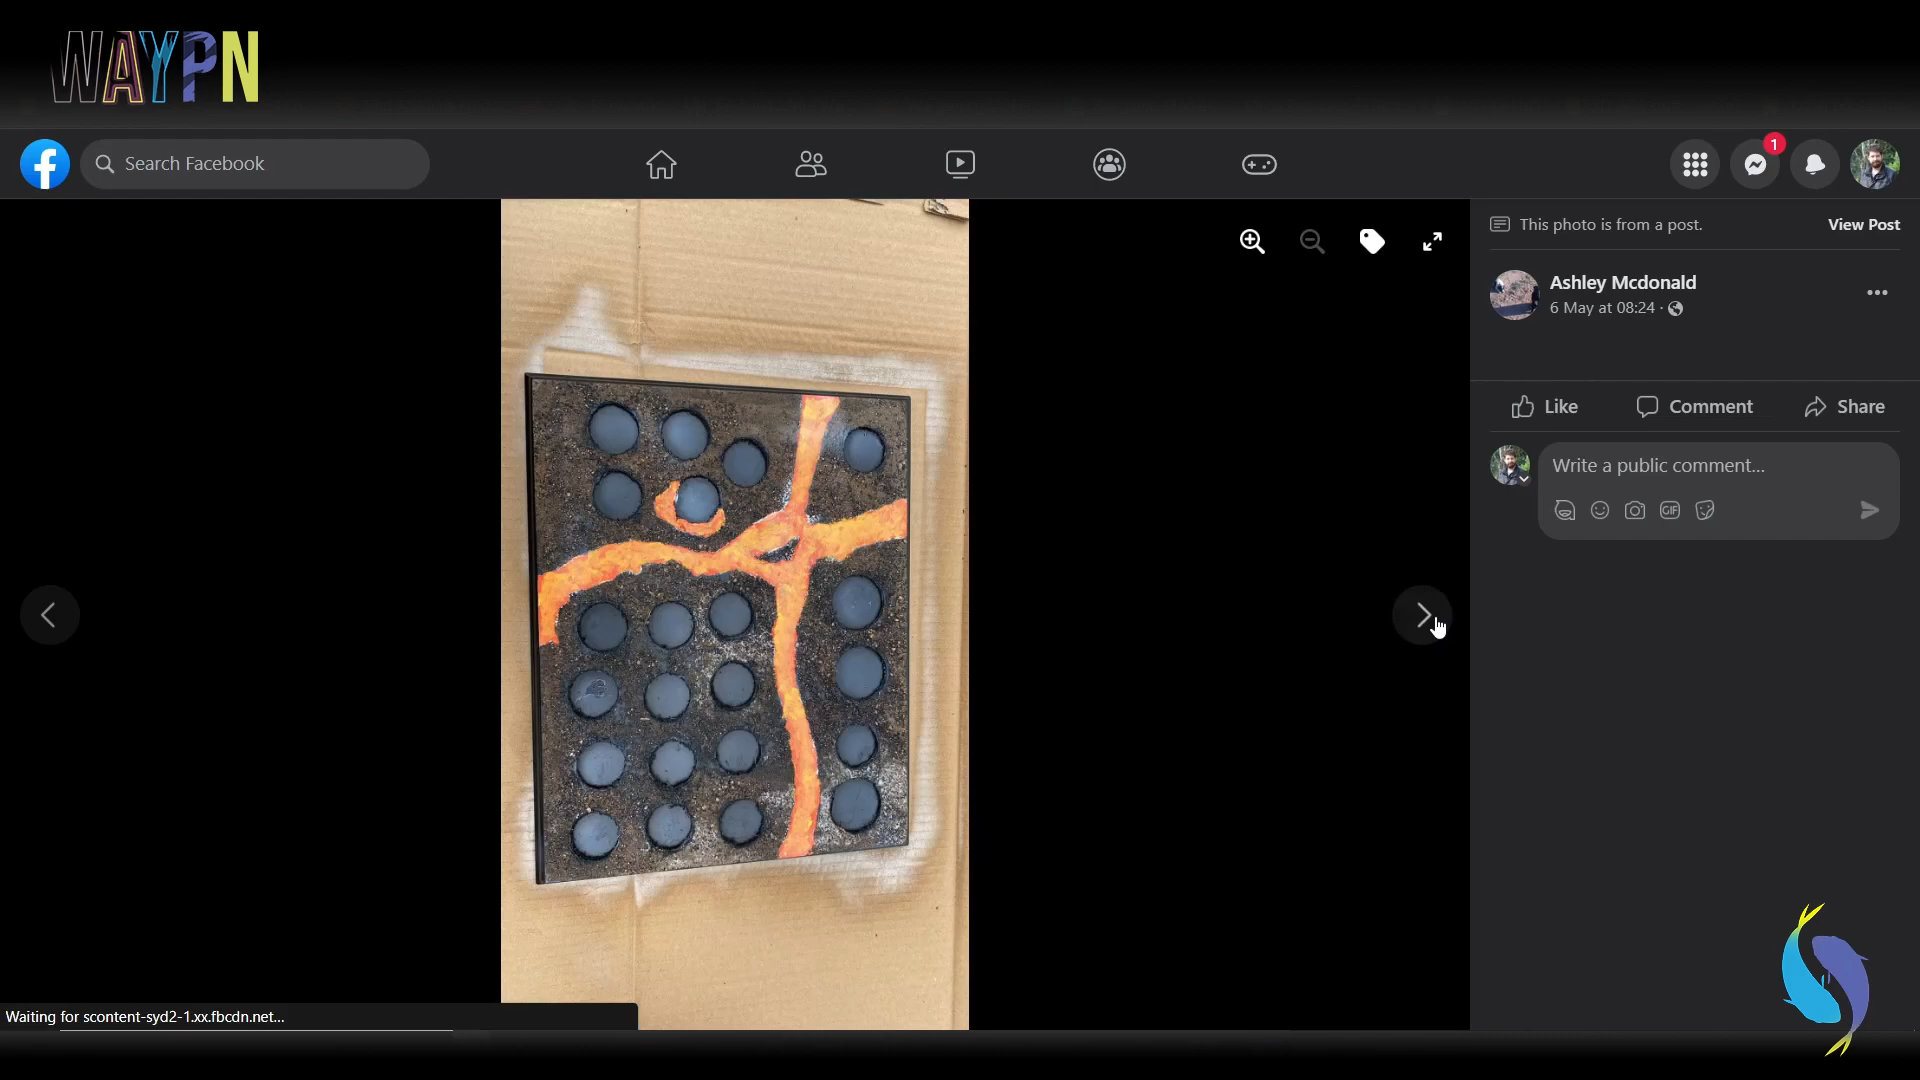 WAYPN
Search Facebook
1
This photo is from a post.
View Post
Ashley Mcdonald
6 May at 08:24 ·
Like
Comment
Share
Write a public comment...
GIF
Waiting for scontent-syd2-1.xx.fbcdn.net...